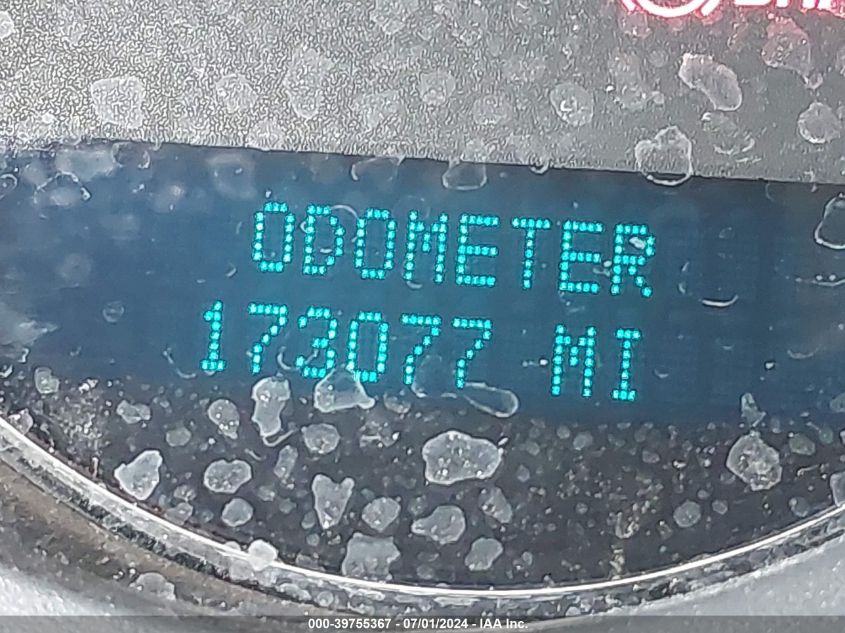 ODOMETER
173077 MI
000-39755367 - 07/01/2024 - IAA Inc.